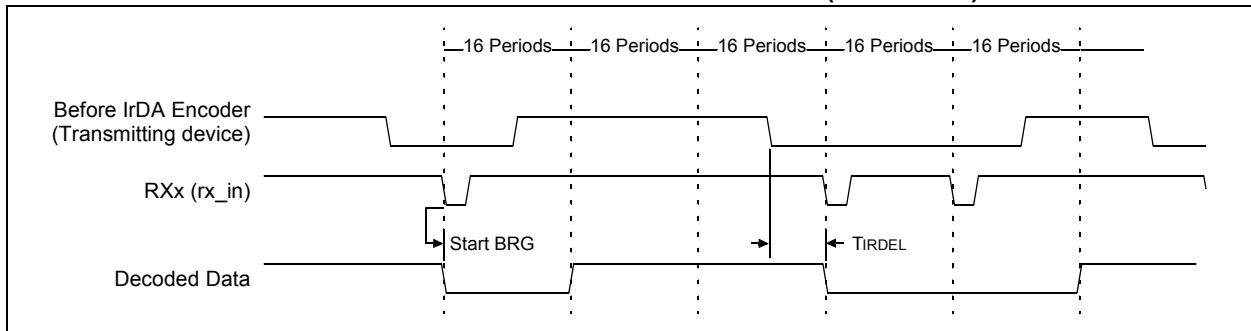 16 Periods 16 Periods 16 Periods 16 Periods 16 Periods
Before IrDA Encoder
(Transmitting device)
RXx (rx_in)
Start BRG
TIRDEL
Decoded Data